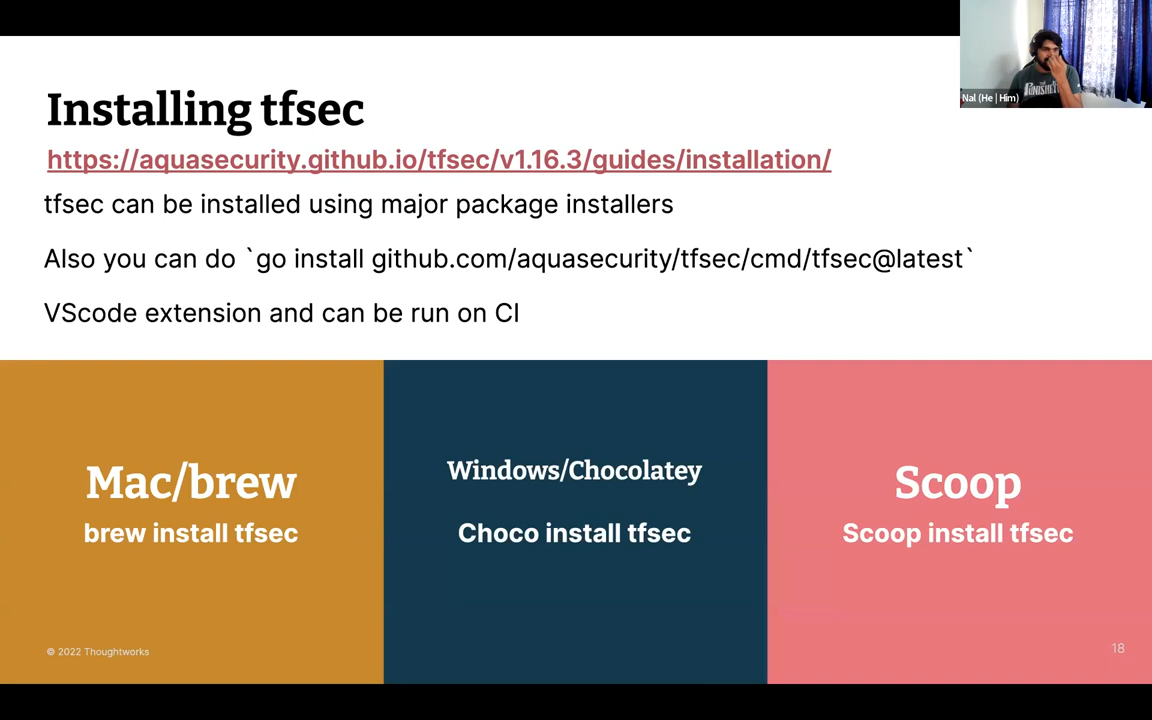 Installing tfsec
https://aquasecurity.github.io/tfsec/v1.16.3/guides/installation/
tfsec can be installed using major package installers
Also you can do `go install github.com/aquasecurity/tfsec/cmd/tfsec@latest`
VScode extension and can be run on CI
Mac/brew
brew install tfsec
Windows/Chocolatey
Choco install tfsec
Scoop
Scoop install tfsec
© 2022 Thoughtworks
18
Nal (He | Him)
PUNISHER